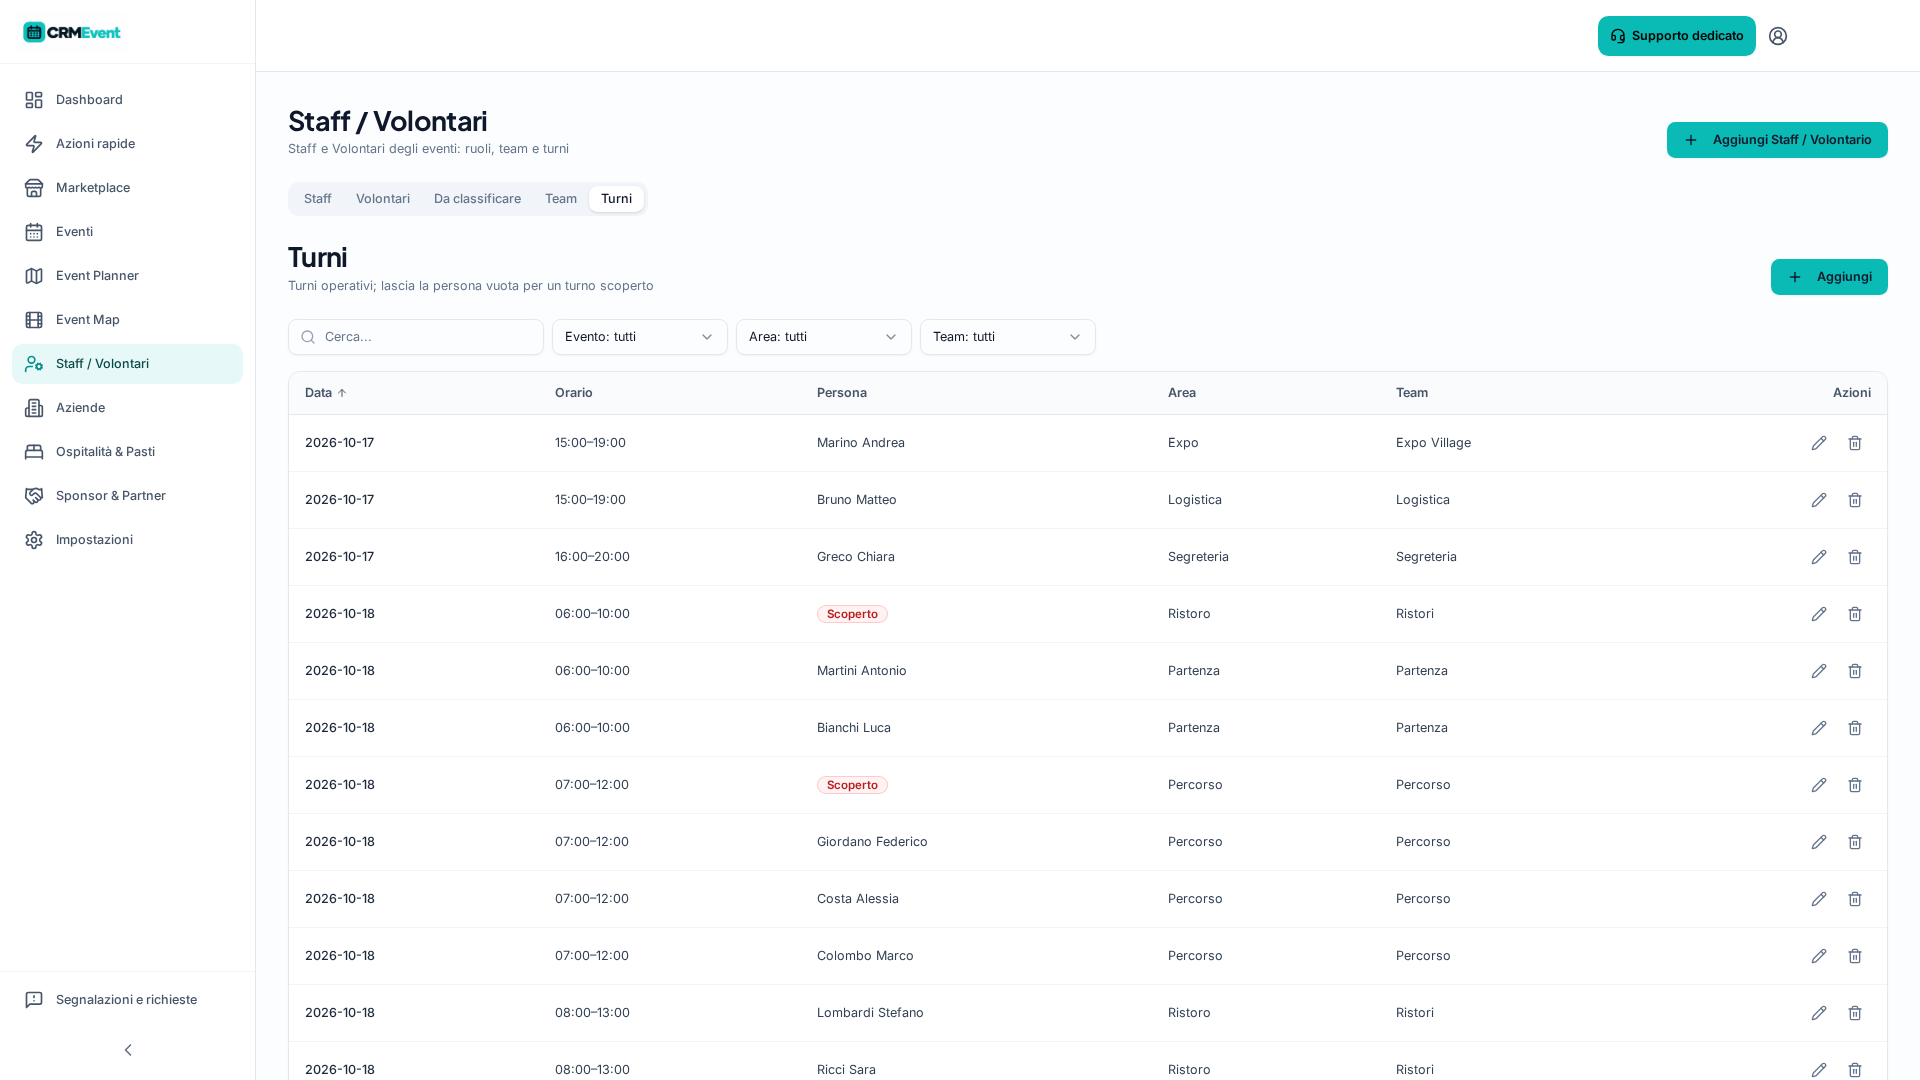 CRMEvent
Supporto dedicato
Dashboard
Azioni rapide
Marketplace
Eventi
Event Planner
Event Map
Staff / Volontari
Aziende
Ospitalità & Pasti
Sponsor & Partner
Impostazioni
Segnalazioni e richieste
Staff / Volontari
Staff e Volontari degli eventi: ruoli, team e turni
Aggiungi Staff / Volontario
Staff Volontari Da classificare Team Turni
Turni
Turni operativi; lascia la persona vuota per un turno scoperto
Aggiungi
Cerca... Evento: tutti Area: tutti Team: tutti
Data Orario Persona Area Team Azioni
2026-10-17 15:00–19:00 Marino Andrea Expo Expo Village
2026-10-17 15:00–19:00 Bruno Matteo Logistica Logistica
2026-10-17 16:00–20:00 Greco Chiara Segreteria Segreteria
2026-10-18 06:00–10:00 Scoperto Ristoro Ristori
2026-10-18 06:00–10:00 Martini Antonio Partenza Partenza
2026-10-18 06:00–10:00 Bianchi Luca Partenza Partenza
2026-10-18 07:00–12:00 Scoperto Percorso Percorso
2026-10-18 07:00–12:00 Giordano Federico Percorso Percorso
2026-10-18 07:00–12:00 Costa Alessia Percorso Percorso
2026-10-18 07:00–12:00 Colombo Marco Percorso Percorso
2026-10-18 08:00–13:00 Lombardi Stefano Ristoro Ristori
2026-10-18 08:00–13:00 Ricci Sara Ristoro Ristori